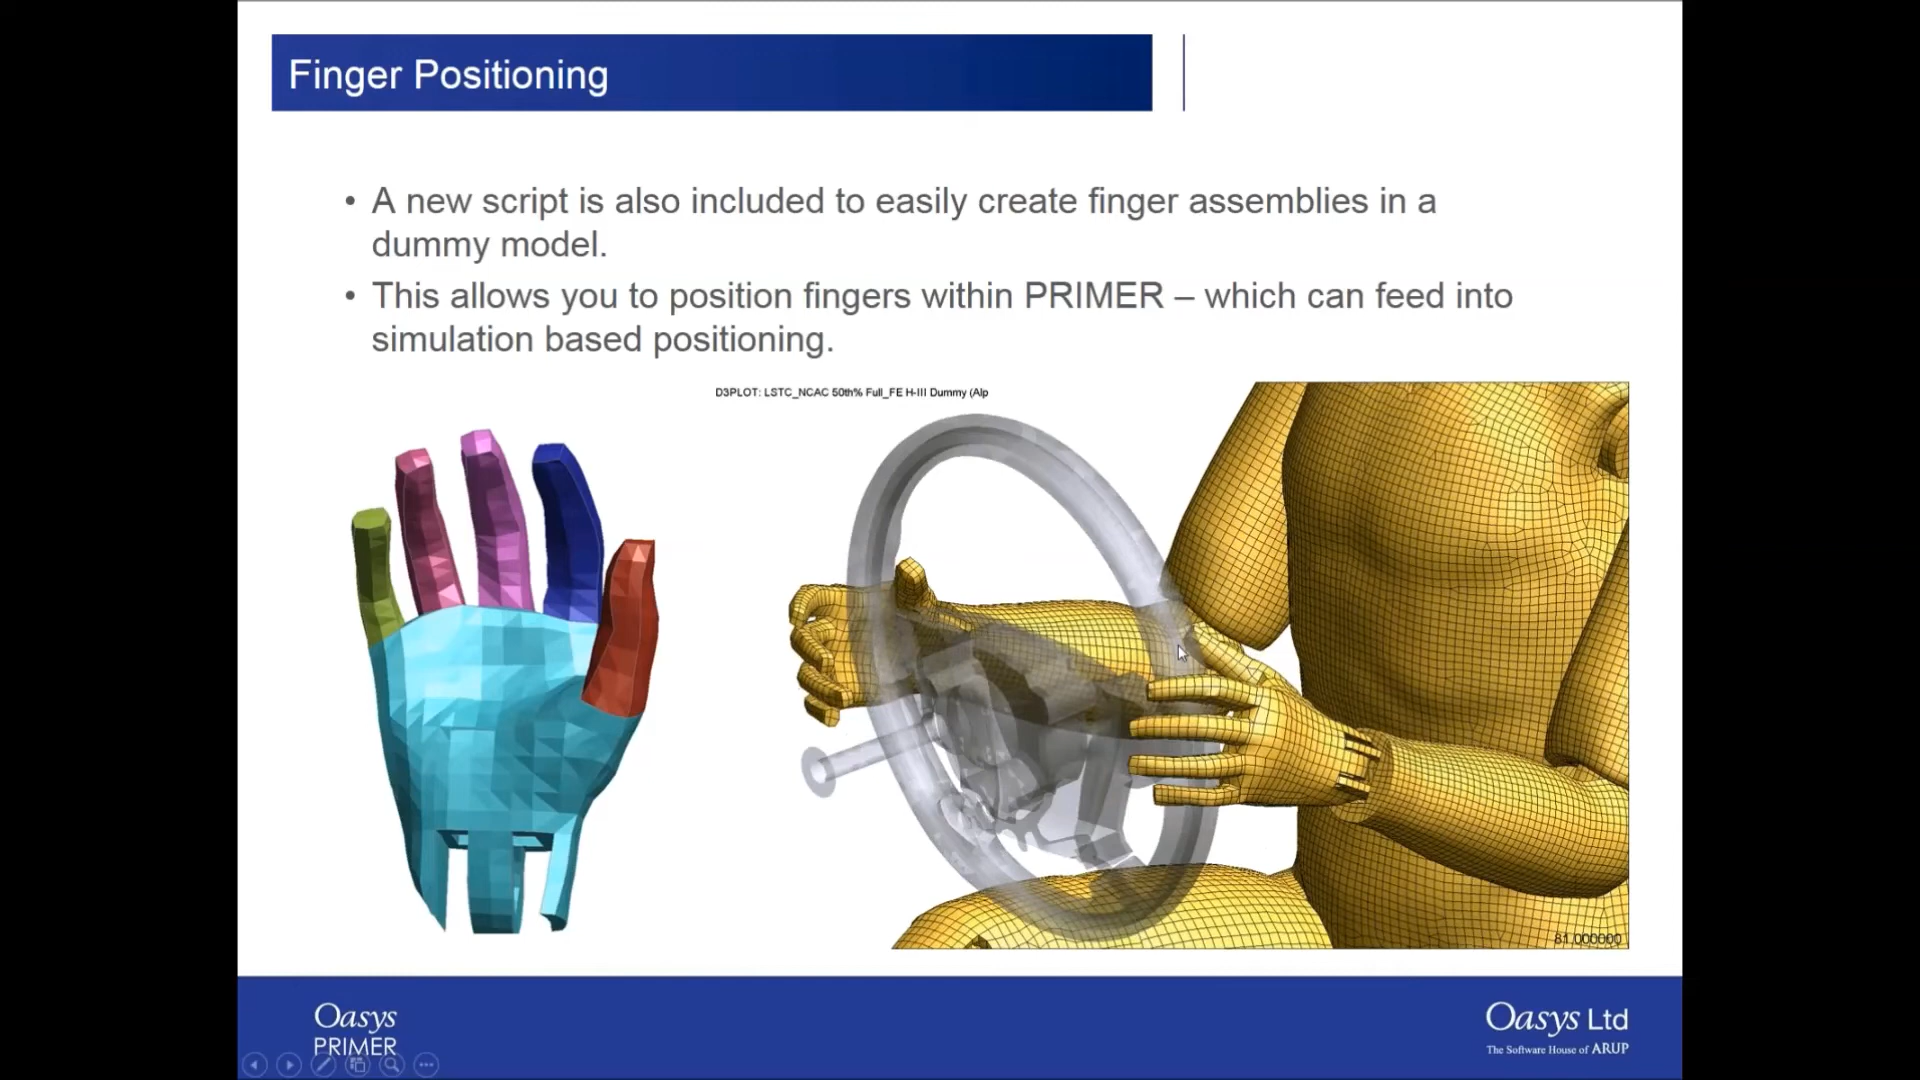 Finger Positioning
• A new script is also included to easily create finger assemblies in a
dummy model.
• This allows you to position fingers within PRIMER – which can feed into
simulation based positioning.
D3PLOT: LSTC_NCAC 50th% Full_FE H-III Dummy (Alp
81.000000
Oasys
PRIMER
Oasys Ltd
The Software House of ARUP